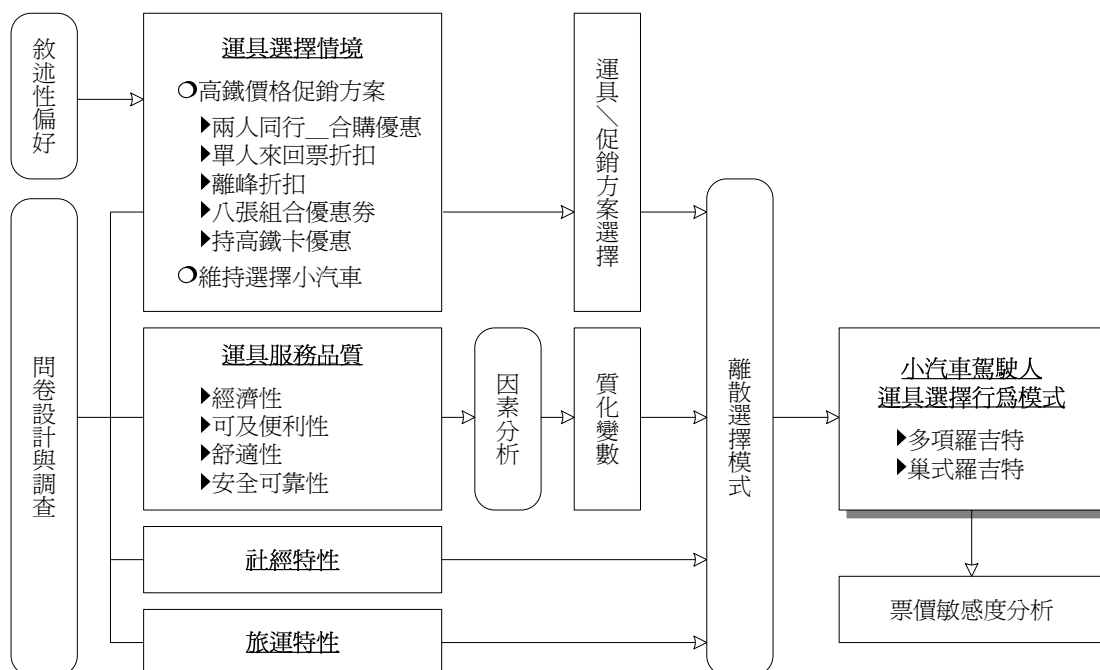 敘述性偏好
問卷設計與調查
運具選擇情境
❍高鐵價格促銷方案
▶兩人同行__合購優惠
▶單人來回票折扣
▶離峰折扣
▶八張組合優惠券
▶持高鐵卡優惠
❍維持選擇小汽車
運具服務品質
▶經濟性
▶可及便利性
▶舒適性
▶安全可靠性
社經特性
旅運特性
因素分析
運具╲促銷方案選擇
質化變數
離散選擇模式
小汽車駕駛人
運具選擇行爲模式
▶多項羅吉特
▶巢式羅吉特
票價敏感度分析